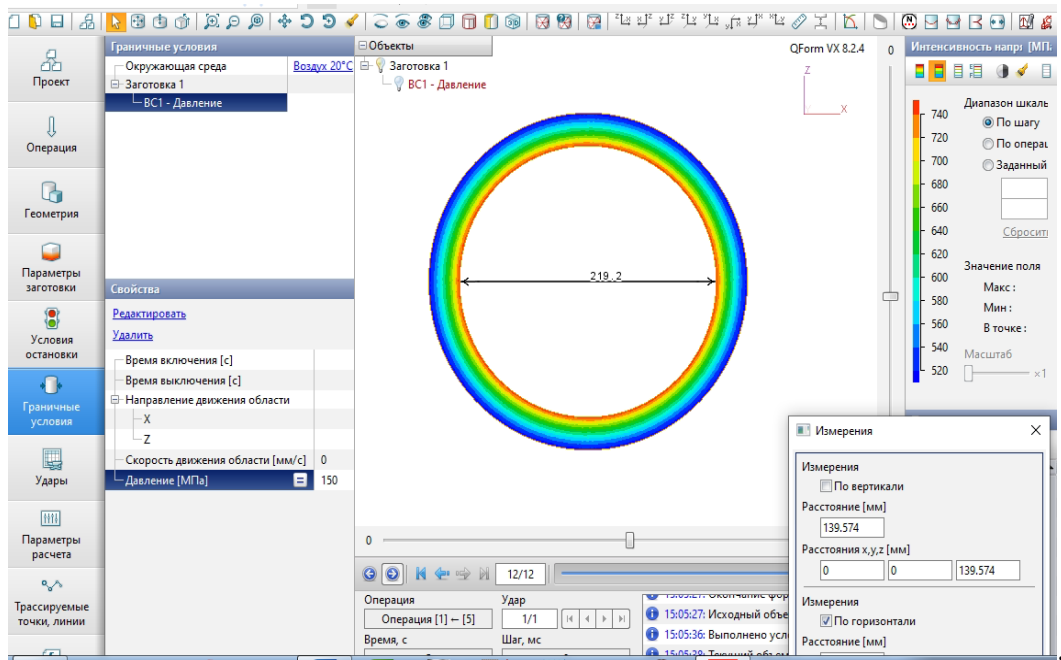 Граничные условия
Окружающая среда Воздух 20°C
Заготовка 1
BC1 - Давление
Проект
Операция
Геометрия
Параметры
заготовки
Условия
остановки
Граничные
условия
Удары
Параметры
расчета
Трассируемые
точки, линии
Свойства
Редактировать
Удалить
Время включения [с]
Время выключения [с]
Направление движения области
X
Z
Скорость движения области [мм/с] 0
Давление [МПа] = 150
Объекты
Заготовка 1
BC1 - Давление
QForm VX 8.2.4
Z
X
219..2
0
0
12/12
Операция
Операция [1] ← [5]
Удар
1/1
Время, с
Шаг, мс
15:05:27: Исходный объе
15:05:36: Выполнено усл
Интенсивность напр [МПа
740
720
700
680
660
640
620
600
580
560
540
520
Диапазон шкалы
По шагу
По операц
Заданный
Сбросить
Значение поля
Макс :
Мин :
В точке :
Масштаб
×1
Измерения
Измерения
По вертикали
Расстояние [мм]
139.574
Расстояния x,y,z [мм]
0 0 139.574
Измерения
По горизонтали
Расстояние [мм]